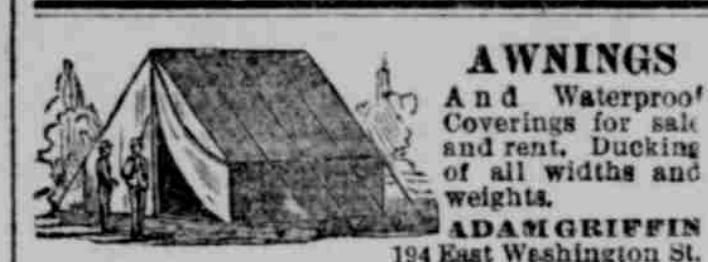 AWNINGS
And Waterproof
Coverings for sale
and rent. Ducking
of all widths and
weights.
ADAM GRIFFIN
194 East Washington St.